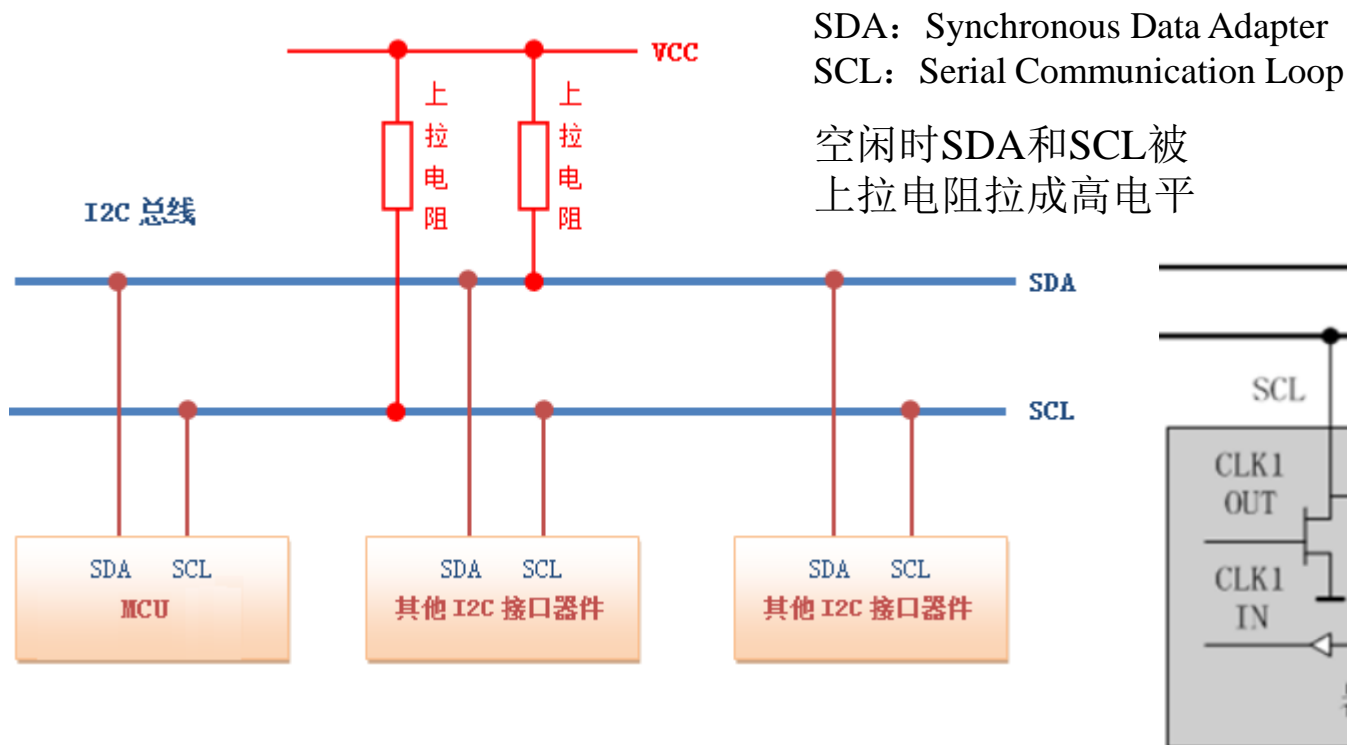 SDA：Synchronous Data Adapter
SCL：Serial Communication Loop
空闲时SDA和SCL被
上拉电阻拉成高电平
VCC
上拉电阻
上拉电阻
I2C 总线
SDA
SCL
SDA SCL
MCU
SDA SCL
其他 I2C 接口器件
SDA SCL
其他 I2C 接口器件
SCL
CLK1
OUT
CLK1
IN